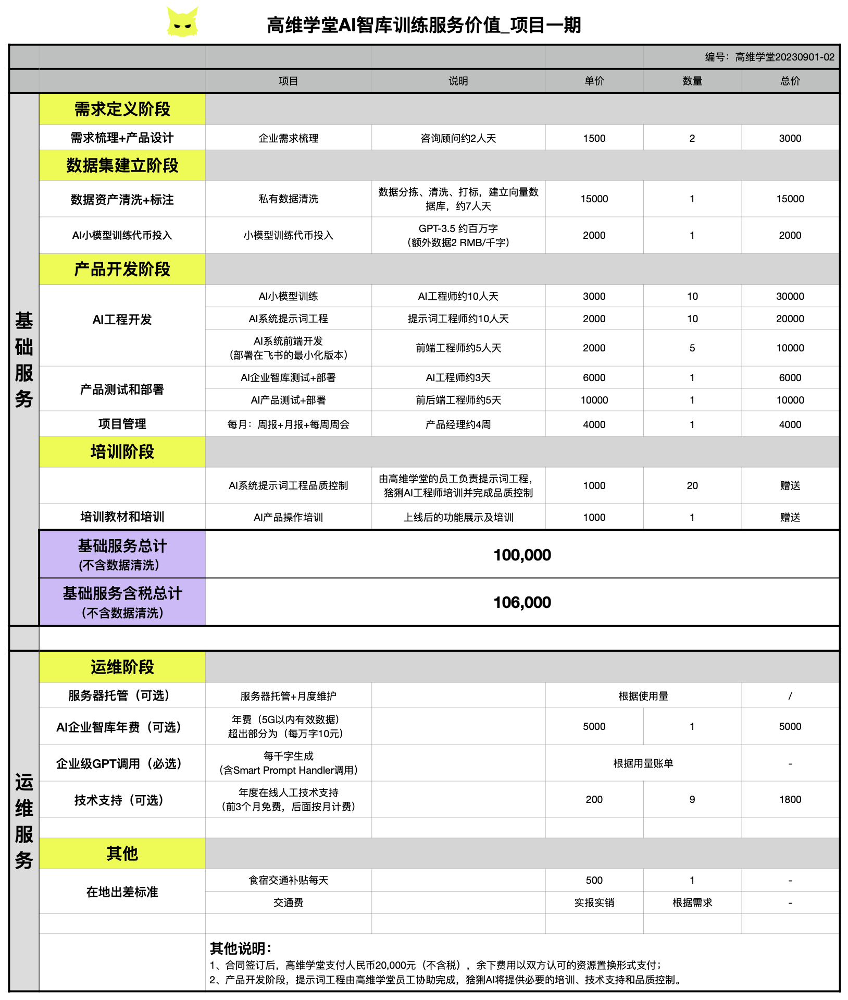 高维学堂AI智库训练服务价值_项目一期
编号：高维学堂20230901-02
项目 说明 单价 数量 总价
基础服务
需求定义阶段
需求梳理+产品设计 企业需求梳理 咨询顾问约2人天 1500 2 3000
数据集建立阶段
数据资产清洗+标注 私有数据清洗 数据分拣、清洗、打标，建立向量数
据库，约7人天 15000 1 15000
AI小模型训练代币投入 小模型训练代币投入 GPT-3.5 约百万字
（额外数据2 RMB/千字） 2000 1 2000
产品开发阶段
AI工程开发
AI小模型训练 AI工程师约10人天 3000 10 30000
AI系统提示词工程 提示词工程师约10人天 2000 10 20000
AI系统前端开发
（部署在飞书的最小化版本） 前端工程师约5人天 2000 5 10000
产品测试和部署
AI企业智库测试+部署 AI工程师约3天 6000 1 6000
AI产品测试+部署 前后端工程师约5天 10000 1 10000
项目管理 每月：周报+月报+每周周会 产品经理约4周 4000 1 4000
培训阶段
AI系统提示词工程品质控制 由高维学堂的员工负责提示词工程，
猞猁AI工程师培训并完成品质控制 1000 20 赠送
培训教材和培训 AI产品操作培训 上线后的功能展示及培训 1000 1 赠送
基础服务总计
(不含数据清洗） 100,000
基础服务含税总计
（不含数据清洗） 106,000
运维服务
运维阶段
服务器托管（可选） 服务器托管+月度维护 根据使用量 /
AI企业智库年费（可选） 年费（5G以内有效数据）
超出部分为（每万字10元） 5000 1 5000
企业级GPT调用（必选） 每千字生成
（含Smart Prompt Handler调用） 根据用量账单 -
技术支持（可选） 年度在线人工技术支持
（前3个月免费，后面按月计费） 200 9 1800
其他
在地出差标准
食宿交通补贴每天 500 1 -
交通费 实报实销 根据需求 -
其他说明：
1、合同签订后，高维学堂支付人民币20,000元（不含税），余下费用以双方认可的资源置换形式支付；
2、产品开发阶段，提示词工程由高维学堂员工协助完成，猞猁AI将提供必要的培训、技术支持和品质控制。